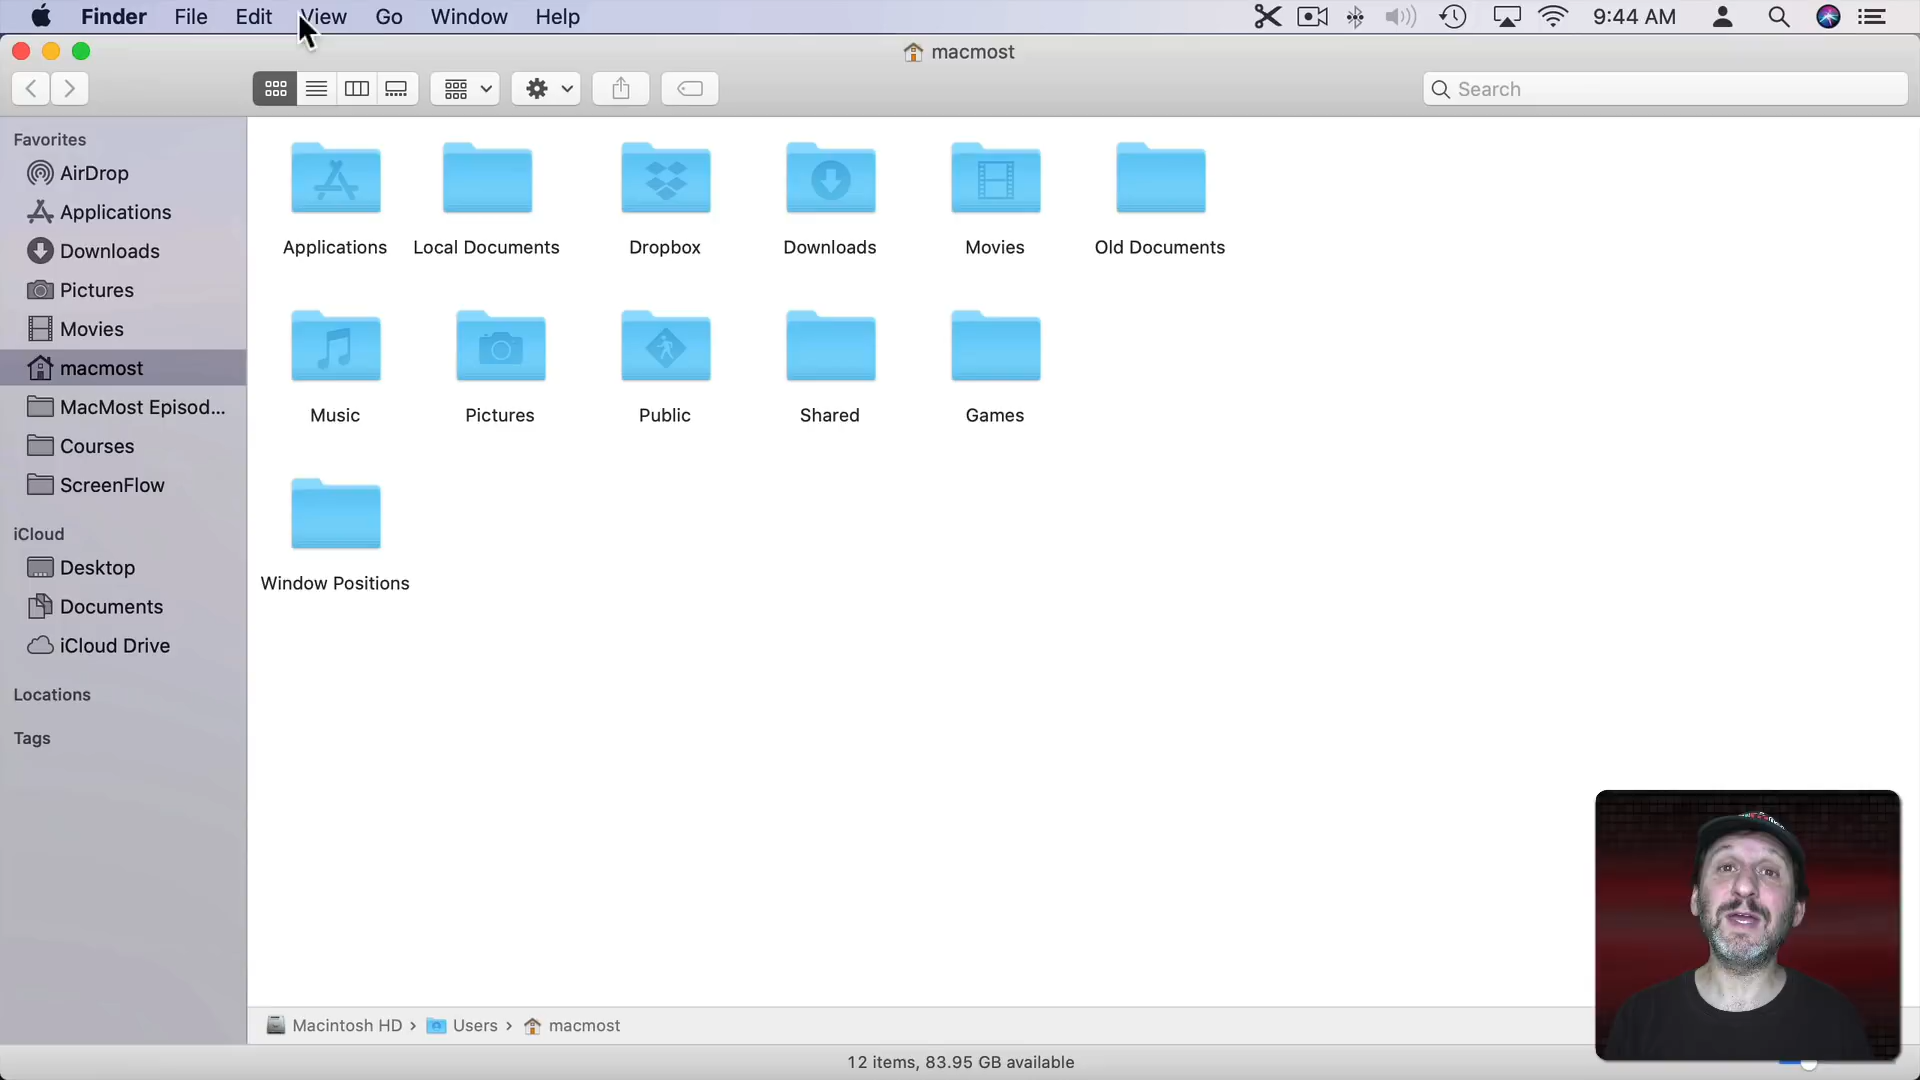 Finder File Edit View Go Window Help 9:44 AM
macmost
Search
Favorites
AirDrop
Applications
Downloads
Pictures
Movies
macmost
MacMost Episod...
Courses
ScreenFlow
iCloud
Desktop
Documents
iCloud Drive
Locations
Tags
Applications Local Documents Dropbox Downloads Movies Old Documents
Music Pictures Public Shared Games
Window Positions
Macintosh HD › Users › macmost
12 items, 83.95 GB available